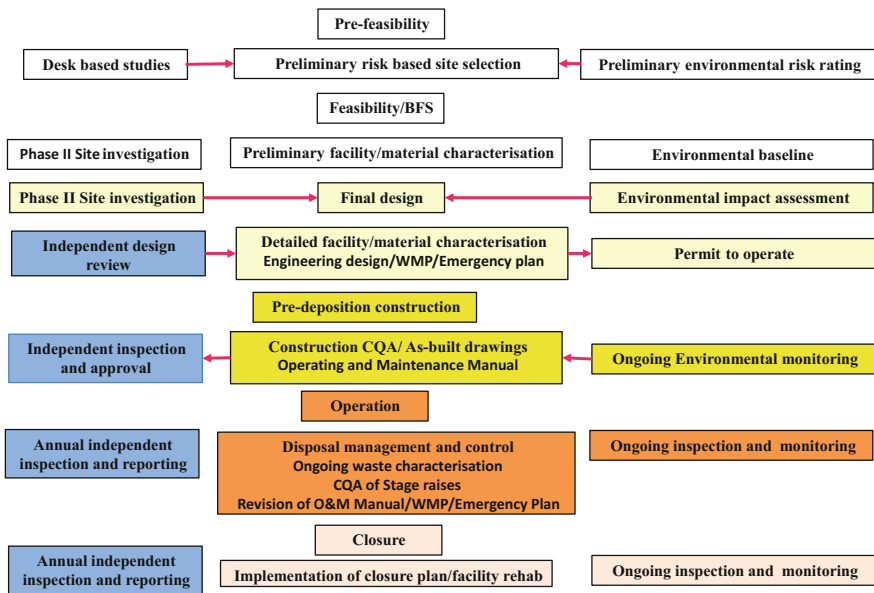 Pre-feasibility
Desk based studies
Preliminary risk based site selection
Preliminary environmental risk rating
Feasibility/BFS
Phase II Site investigation
Preliminary facility/material characterisation
Environmental baseline
Phase II Site investigation
Final design
Environmental impact assessment
Independent design
review
Detailed facility/material characterisation
Engineering design/WMP/Emergency plan
Permit to operate
Pre-deposition construction
Independent inspection
and approval
Construction CQA/ As-built drawings
Operating and Maintenance Manual
Ongoing Environmental monitoring
Operation
Annual independent
inspection and reporting
Disposal management and control
Ongoing waste characterisation
CQA of Stage raises
Revision of O&M Manual/WMP/Emergency Plan
Ongoing inspection and monitoring
Closure
Annual independent
inspection and reporting
Implementation of closure plan/facility rehab
Ongoing inspection and monitoring